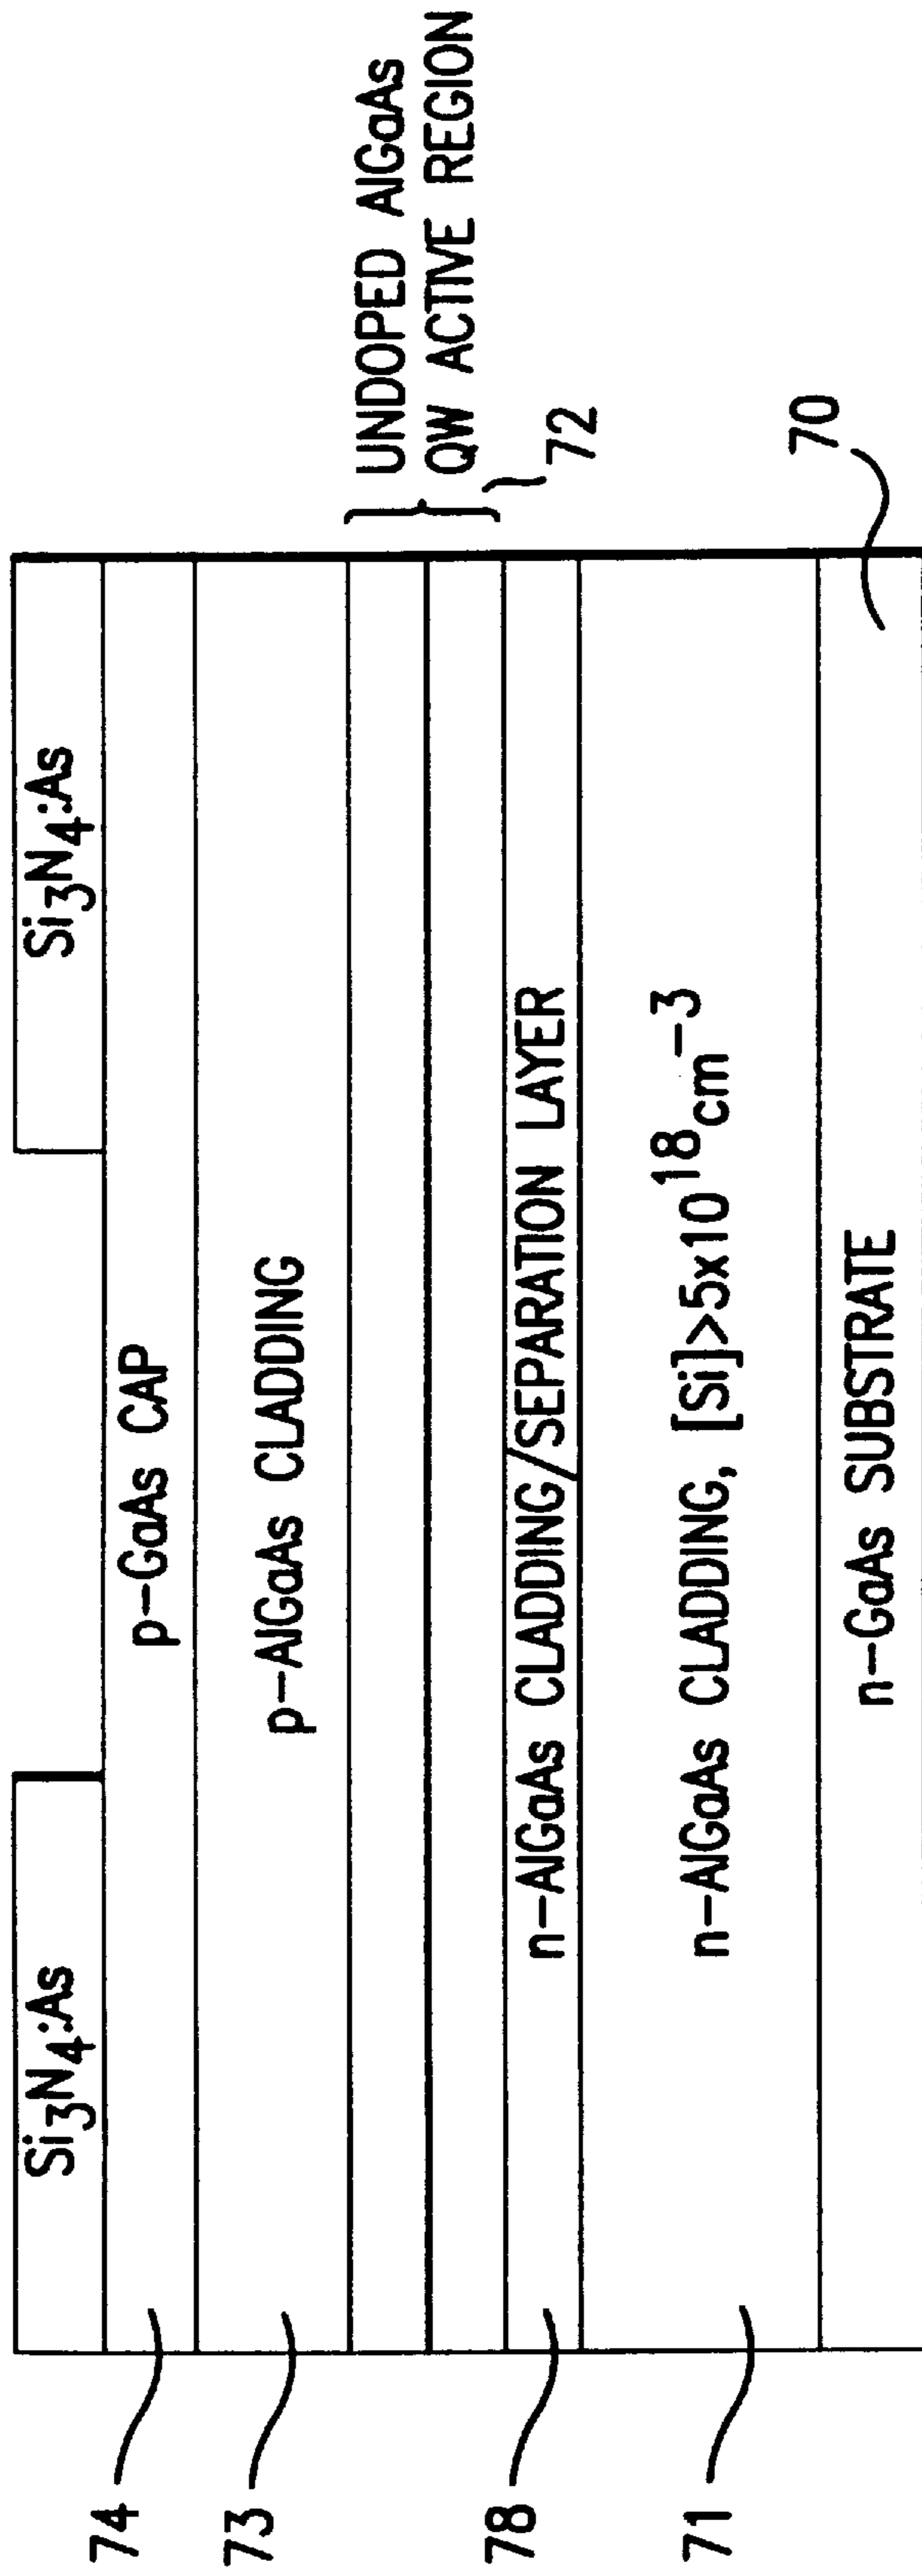 Si3N4:As
Si3N4:As
74
p-GaAs CAP
73
p-AlGaAs CLADDING
UNDOPED AlGaAs
QW ACTIVE REGION
72
78
n-AlGaAs CLADDING/SEPARATION LAYER
71
n-AlGaAs CLADDING, [Si]>5x10^18cm^-3
70
n-GaAs SUBSTRATE